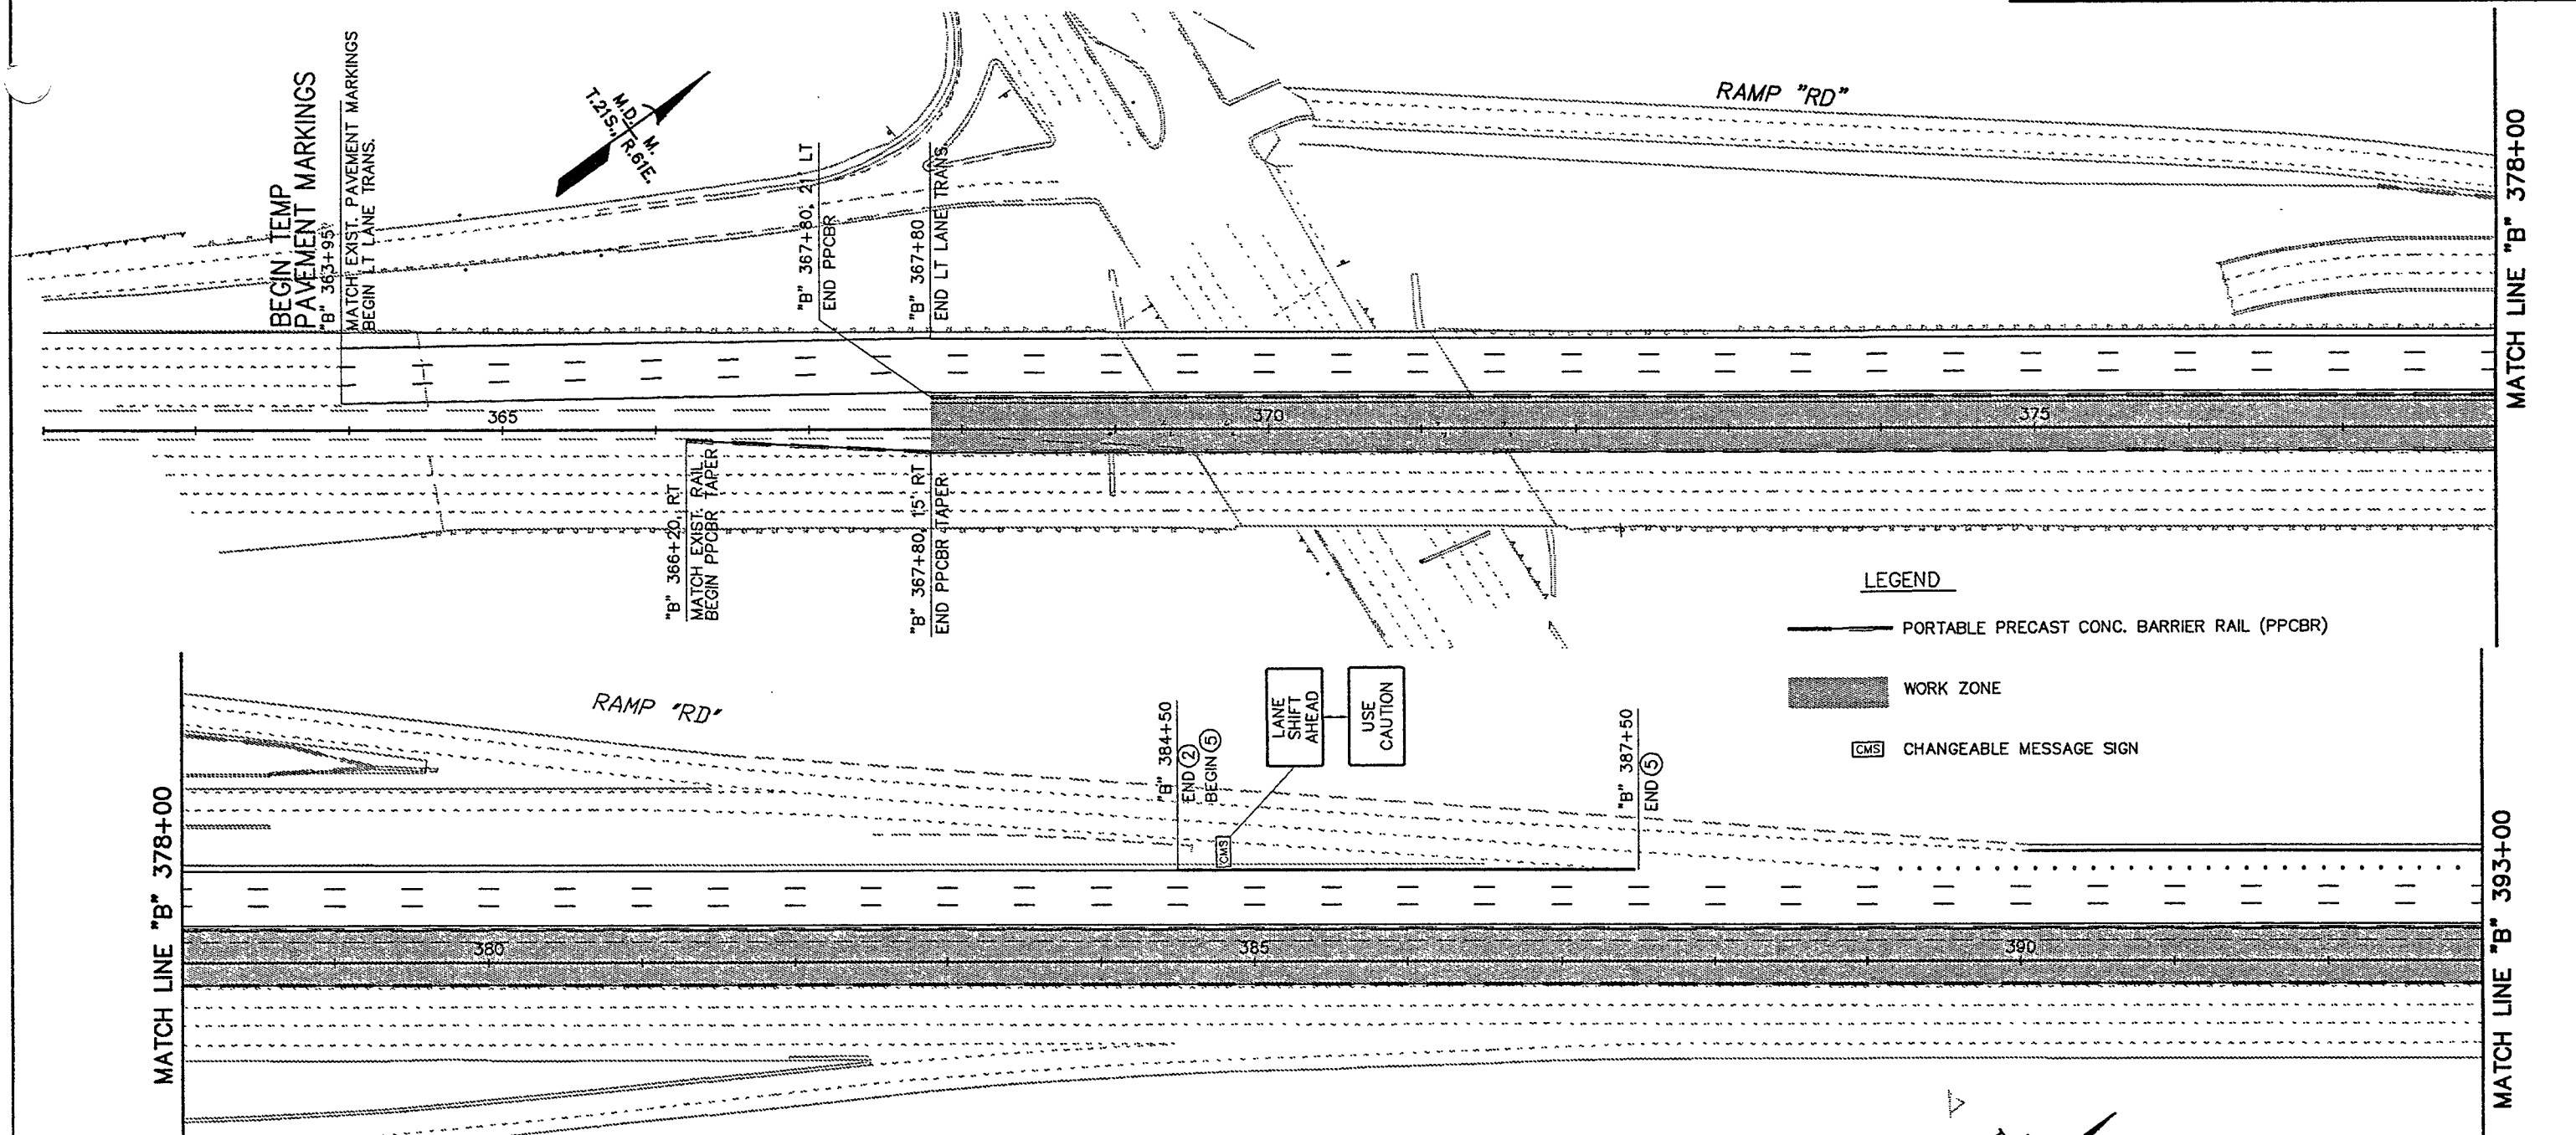 BEGIN TEMP
PAVEMENT MARKINGS
"B" 363+95
MATCH EXIST. PAVEMENT MARKINGS
BEGIN LT LANE TRANS.
M.D. M.
T.21S., R.61E.
"B" 367+80, 21' LT
END PPCBR
"B" 367+80
END LT LANE TRANS.
RAMP "RD"
MATCH LINE "B" 378+00
365
370
375
"B" 366+20, RT
MATCH EXIST. RAIL
BEGIN PPCBR TAPER
"B" 367+80, 15' RT
END PPCBR TAPER
LEGEND
PORTABLE PRECAST CONC. BARRIER RAIL (PPCBR)
WORK ZONE
CMS CHANGEABLE MESSAGE SIGN
MATCH LINE "B" 378+00
RAMP "RD"
"B" 384+50
END 2
BEGIN 5
LANE
SHIFT
AHEAD
USE
CAUTION
CMS
"B" 387+50
END 5
380
385
390
MATCH LINE "B" 393+00